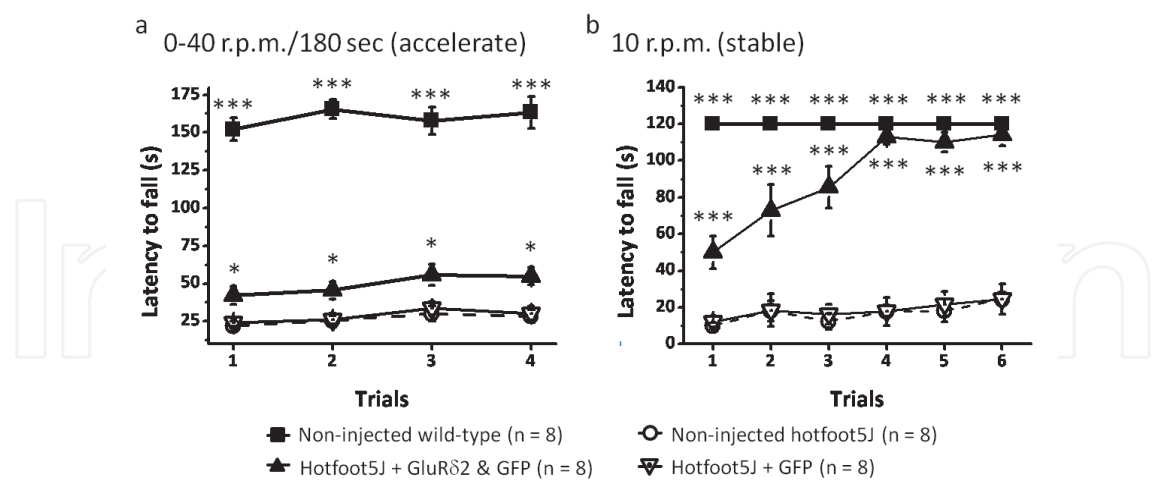 a
0-40 r.p.m./180 sec (accelerate)
b
10 r.p.m. (stable)
Latency to fall (s)
175
150
125
100
75
50
25
***
***
***
***
*
*
*
*
1 2 3 4
Trials
Latency to fall (s)
140
120
100
80
60
40
20
0
*** *** *** *** *** ***
***
***
***
***
***
***
1 2 3 4 5 6
Trials
Non-injected wild-type (n = 8)
Hotfoot5J + GluRδ2 & GFP (n = 8)
Non-injected hotfoot5J (n = 8)
Hotfoot5J + GFP (n = 8)